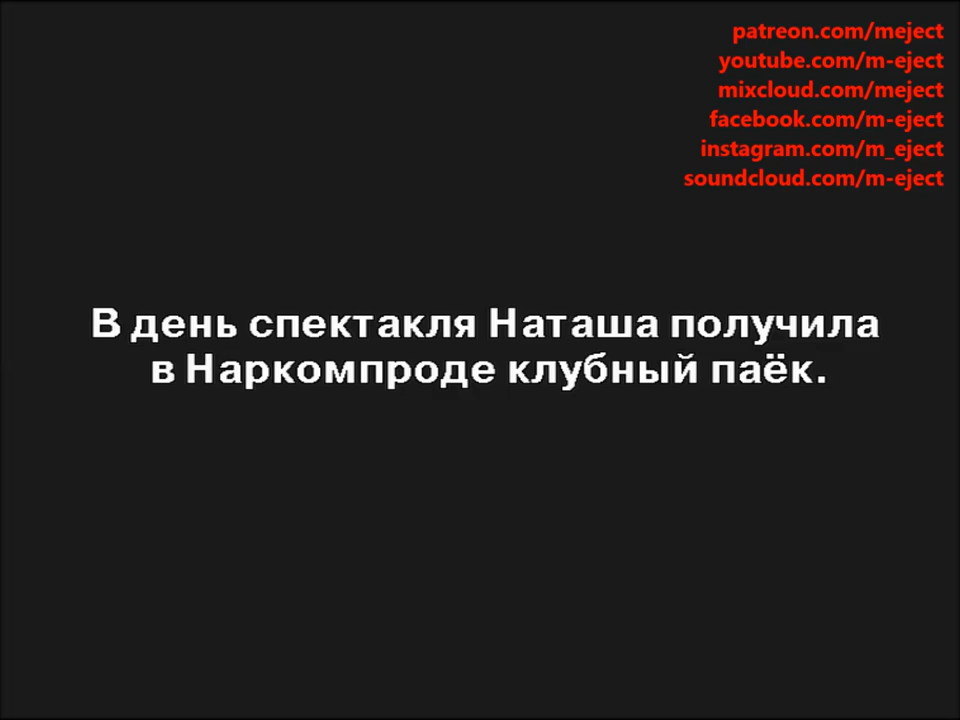 patreon.com/meject
youtube.com/m-eject
mixcloud.com/meject
facebook.com/m-eject
instagram.com/m_eject
soundcloud.com/m-eject
В день спектакля Наташа получила
в Наркомпроде клубный паёк.